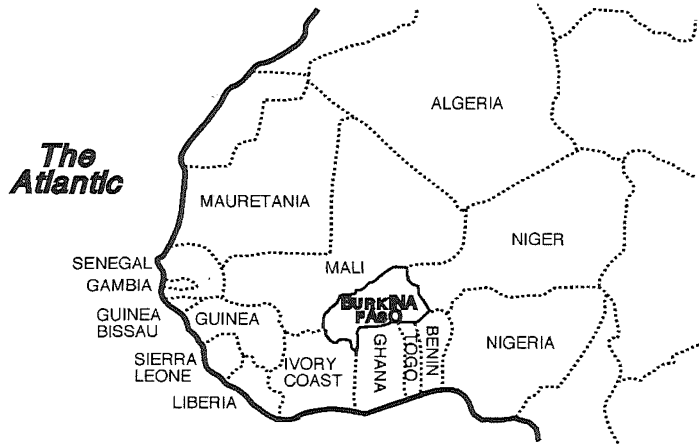 ALGERIA
The
Atlantic
MAURETANIA
NIGER
SENEGAL
MALI
GAMBIA
BURKINA
FASO
GUINEA
BISSAU
GUINEA
NIGERIA
BENIN
TOGO
GHANA
IVORY
COAST
SIERRA
LEONE
LIBERIA